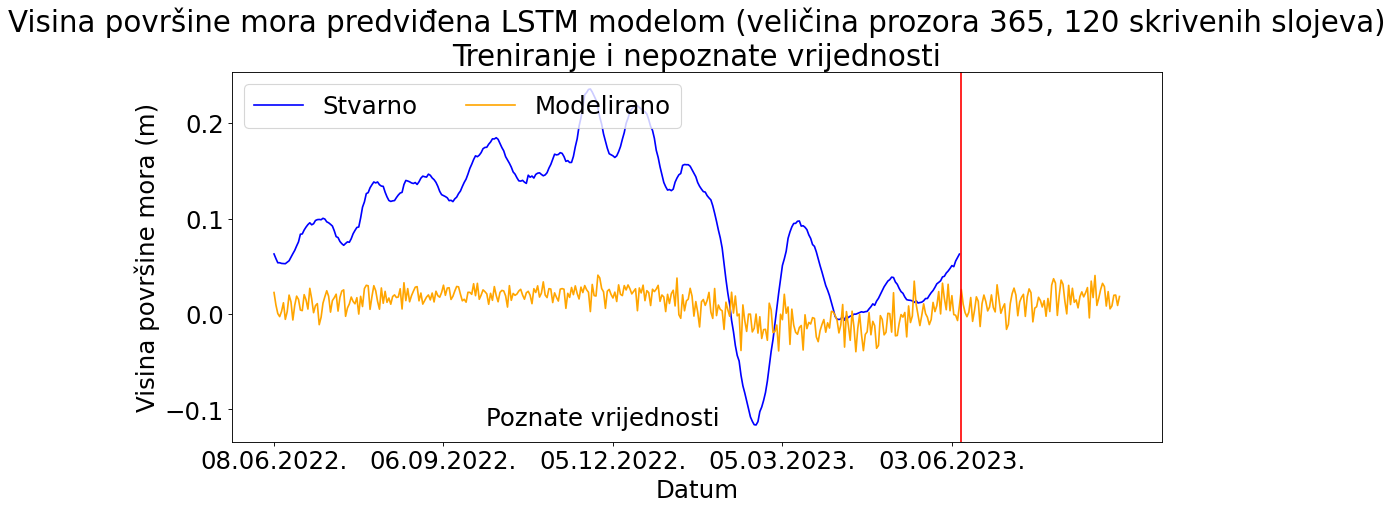 Visina površine mora predviđena LSTM modelom (veličina prozora 365, 120 skrivenih slojeva)
Treniranje i nepoznate vrijednosti
Stvarno
Modelirano
Visina površine mora (m)
0.2
0.1
0.0
−0.1
Poznate vrijednosti
08.06.2022.
06.09.2022.
05.12.2022.
05.03.2023.
03.06.2023.
Datum